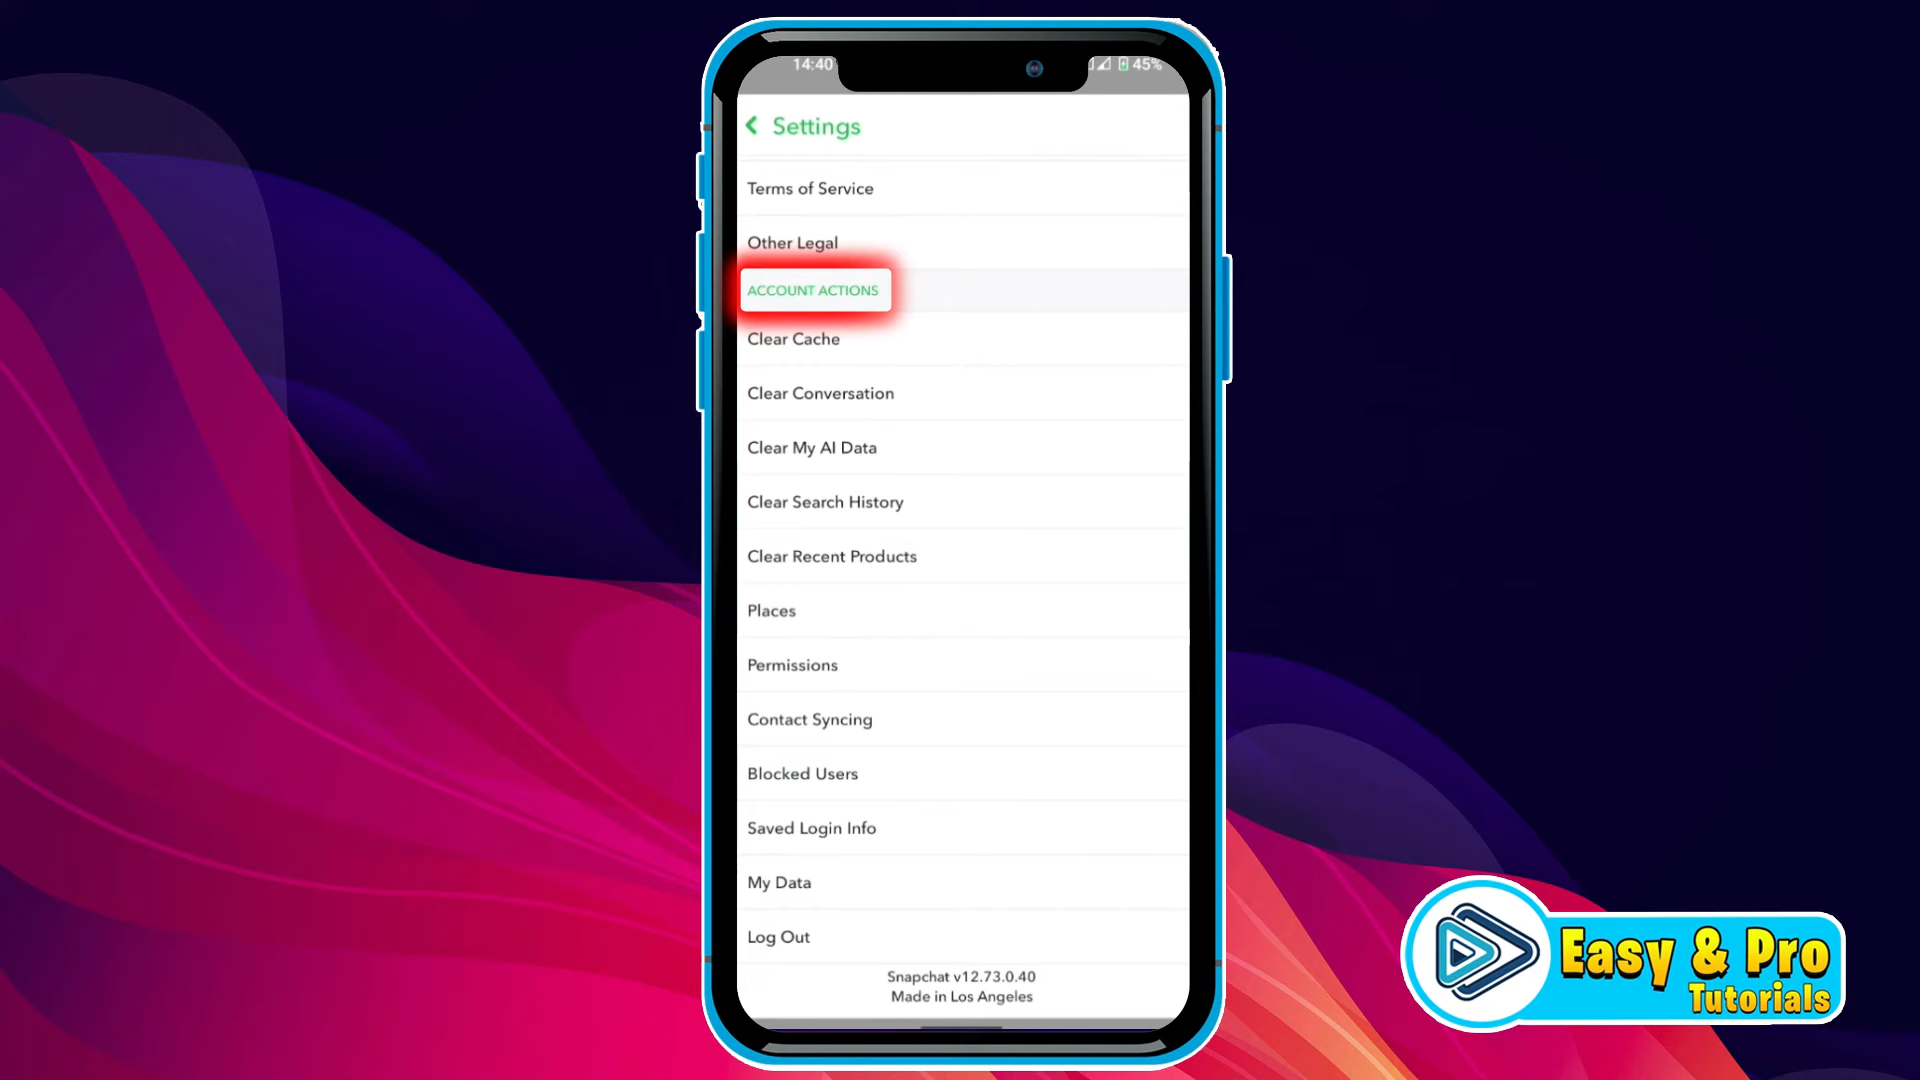 14:40
45%
Settings
Terms of Service
Other Legal
ACCOUNT ACTIONS
Clear Cache
Clear Conversation
Clear My AI Data
Clear Search History
Clear Recent Products
Places
Permissions
Contact Syncing
Blocked Users
Saved Login Info
My Data
Log Out
Snapchat v12.73.0.40
Made in Los Angeles
Easy & Pro
Tutorials